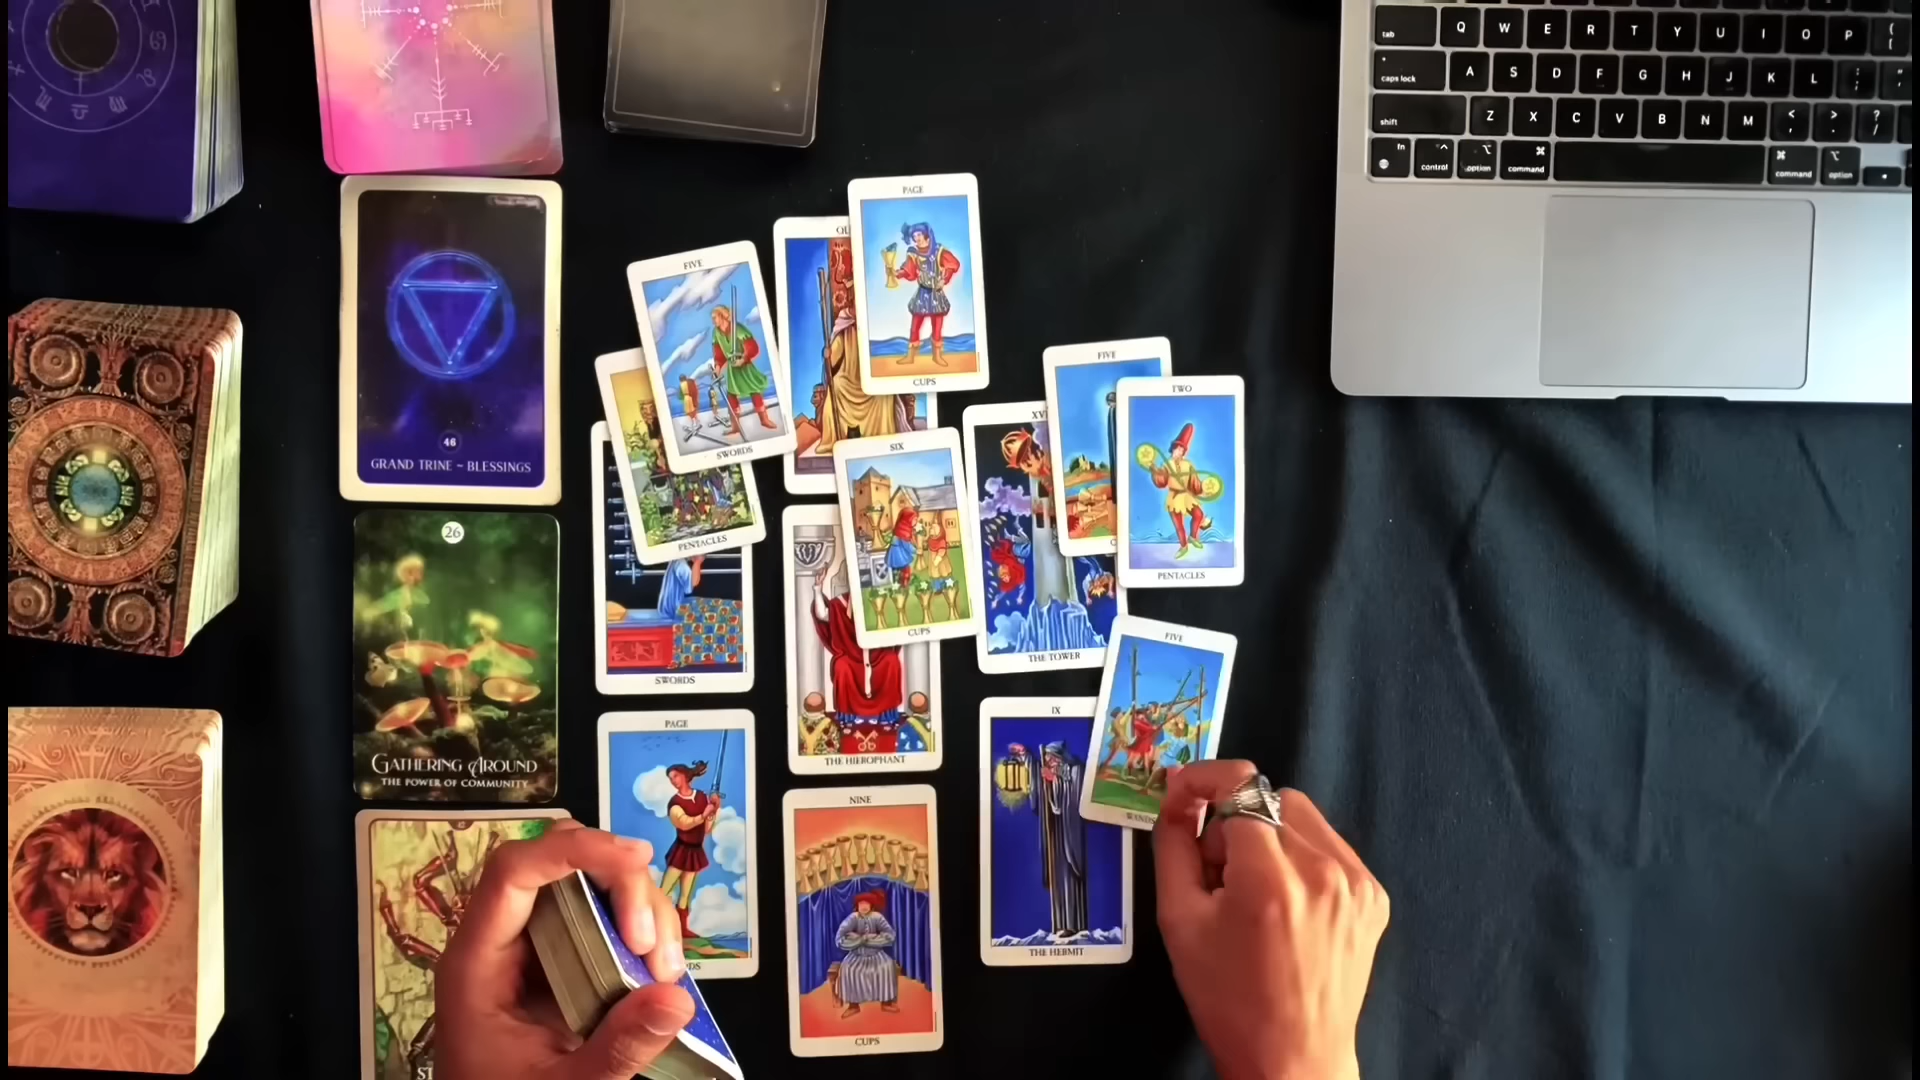 tab
Q W E R T Y U I O P
caps lock
A S D F G H J K L
shift
Z X C V B N M < , > . ? /
fn
control
option
command
command
option
46
GRAND TRINE ~ BLESSINGS
26
GATHERING AROUND
THE POWER OF COMMUNITY
FIVE
SWORDS
PENTACLES
SWORDS
PAGE
CUPS
SIX
CUPS
THE HIEROPHANT
FIVE
TWO
PENTACLES
THE TOWER
FIVE
WANDS
PAGE
NINE
CUPS
IX
THE HERMIT